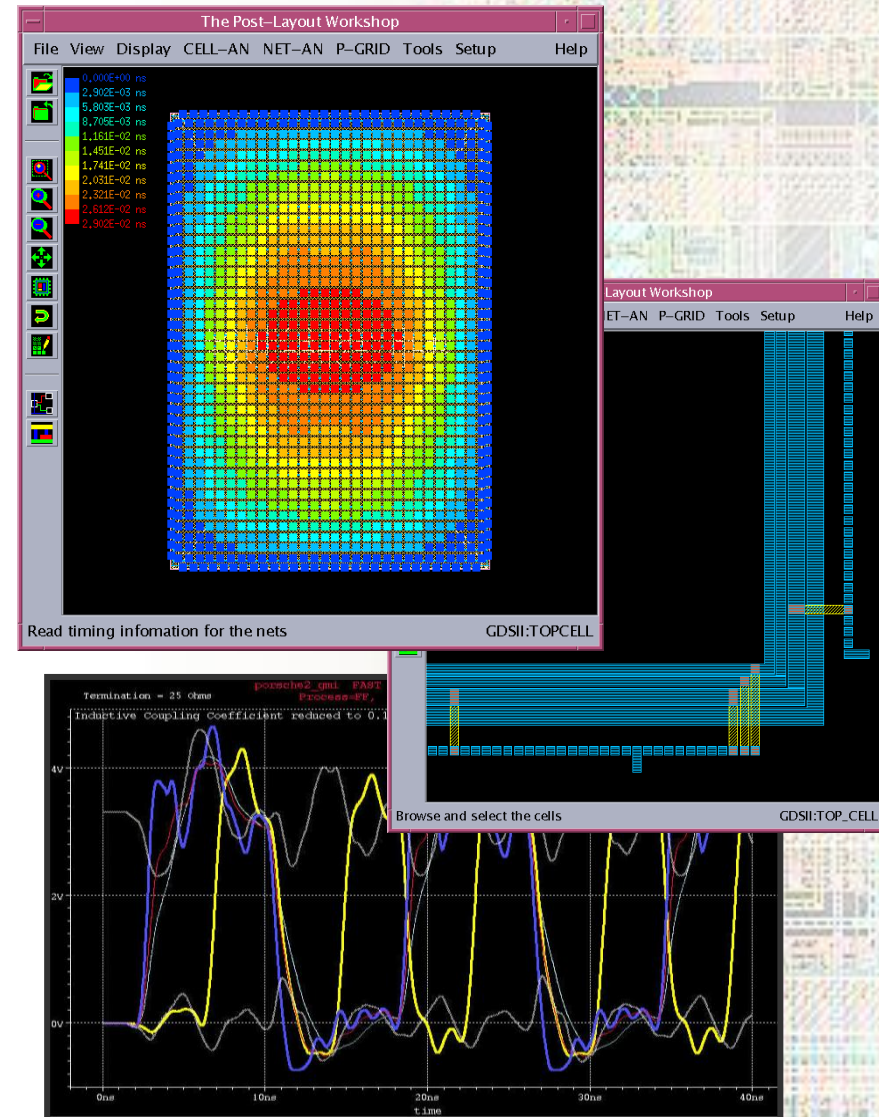 The Post-Layout Workshop
File View Display CELL-AN NET-AN P-GRID Tools Setup Help
0,000E+00 ns
2,902E-03 ns
5.803E-03 ns
8,705E-03 ns
1,161E-02 ns
1,451E-02 ns
1,741E-02 ns
2,031E-02 ns
2,321E-02 ns
2,612E-02 ns
2,902E-02 ns
Read timing infomation for the nets GDSII:TOPCELL
Layout Workshop
P-GRID Tools Setup Help
Browse and select the cells GDSII:TOP_CELL
porsche2_gmi FAST
Termination = 25 Ohms Process=FF,
Inductive Coupling Coefficient reduced to 0.1
4V
2V
0V
0ns 10ns 20ns 30ns 40ns
time